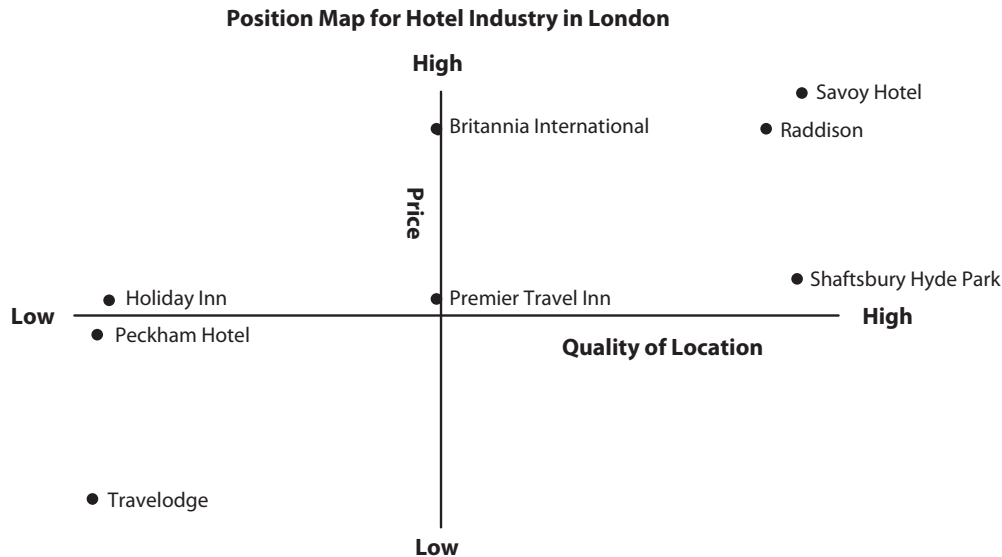 Position Map for Hotel Industry in London
High
Savoy Hotel
Britannia International
Raddison
Price
Shaftsbury Hyde Park
Holiday Inn
Premier Travel Inn
Low
High
Peckham Hotel
Quality of Location
Travelodge
Low